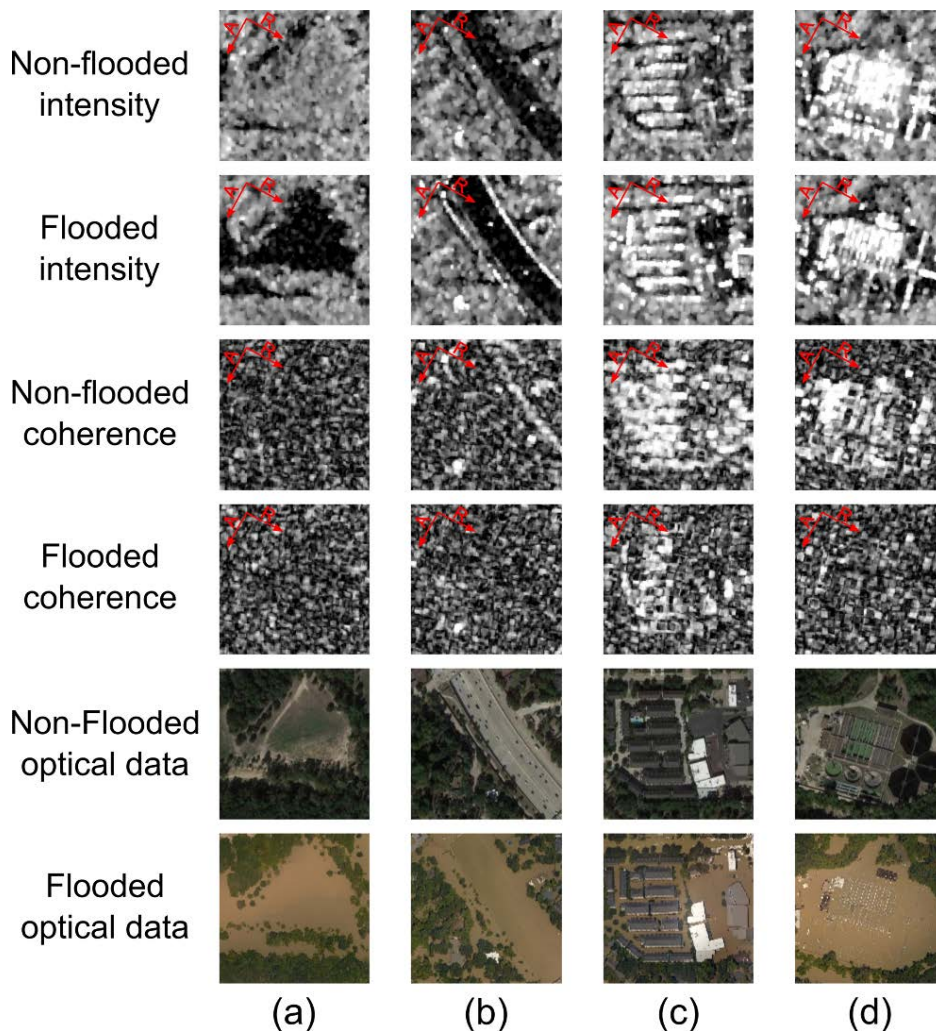 Non-flooded
intensity
A R A R A R A R
Flooded
intensity
A R A R A R A R
Non-flooded
coherence
A R A R A R A R
Flooded
coherence
A R A R A R A R
Non-Flooded
optical data
Flooded
optical data
(a) (b) (c) (d)